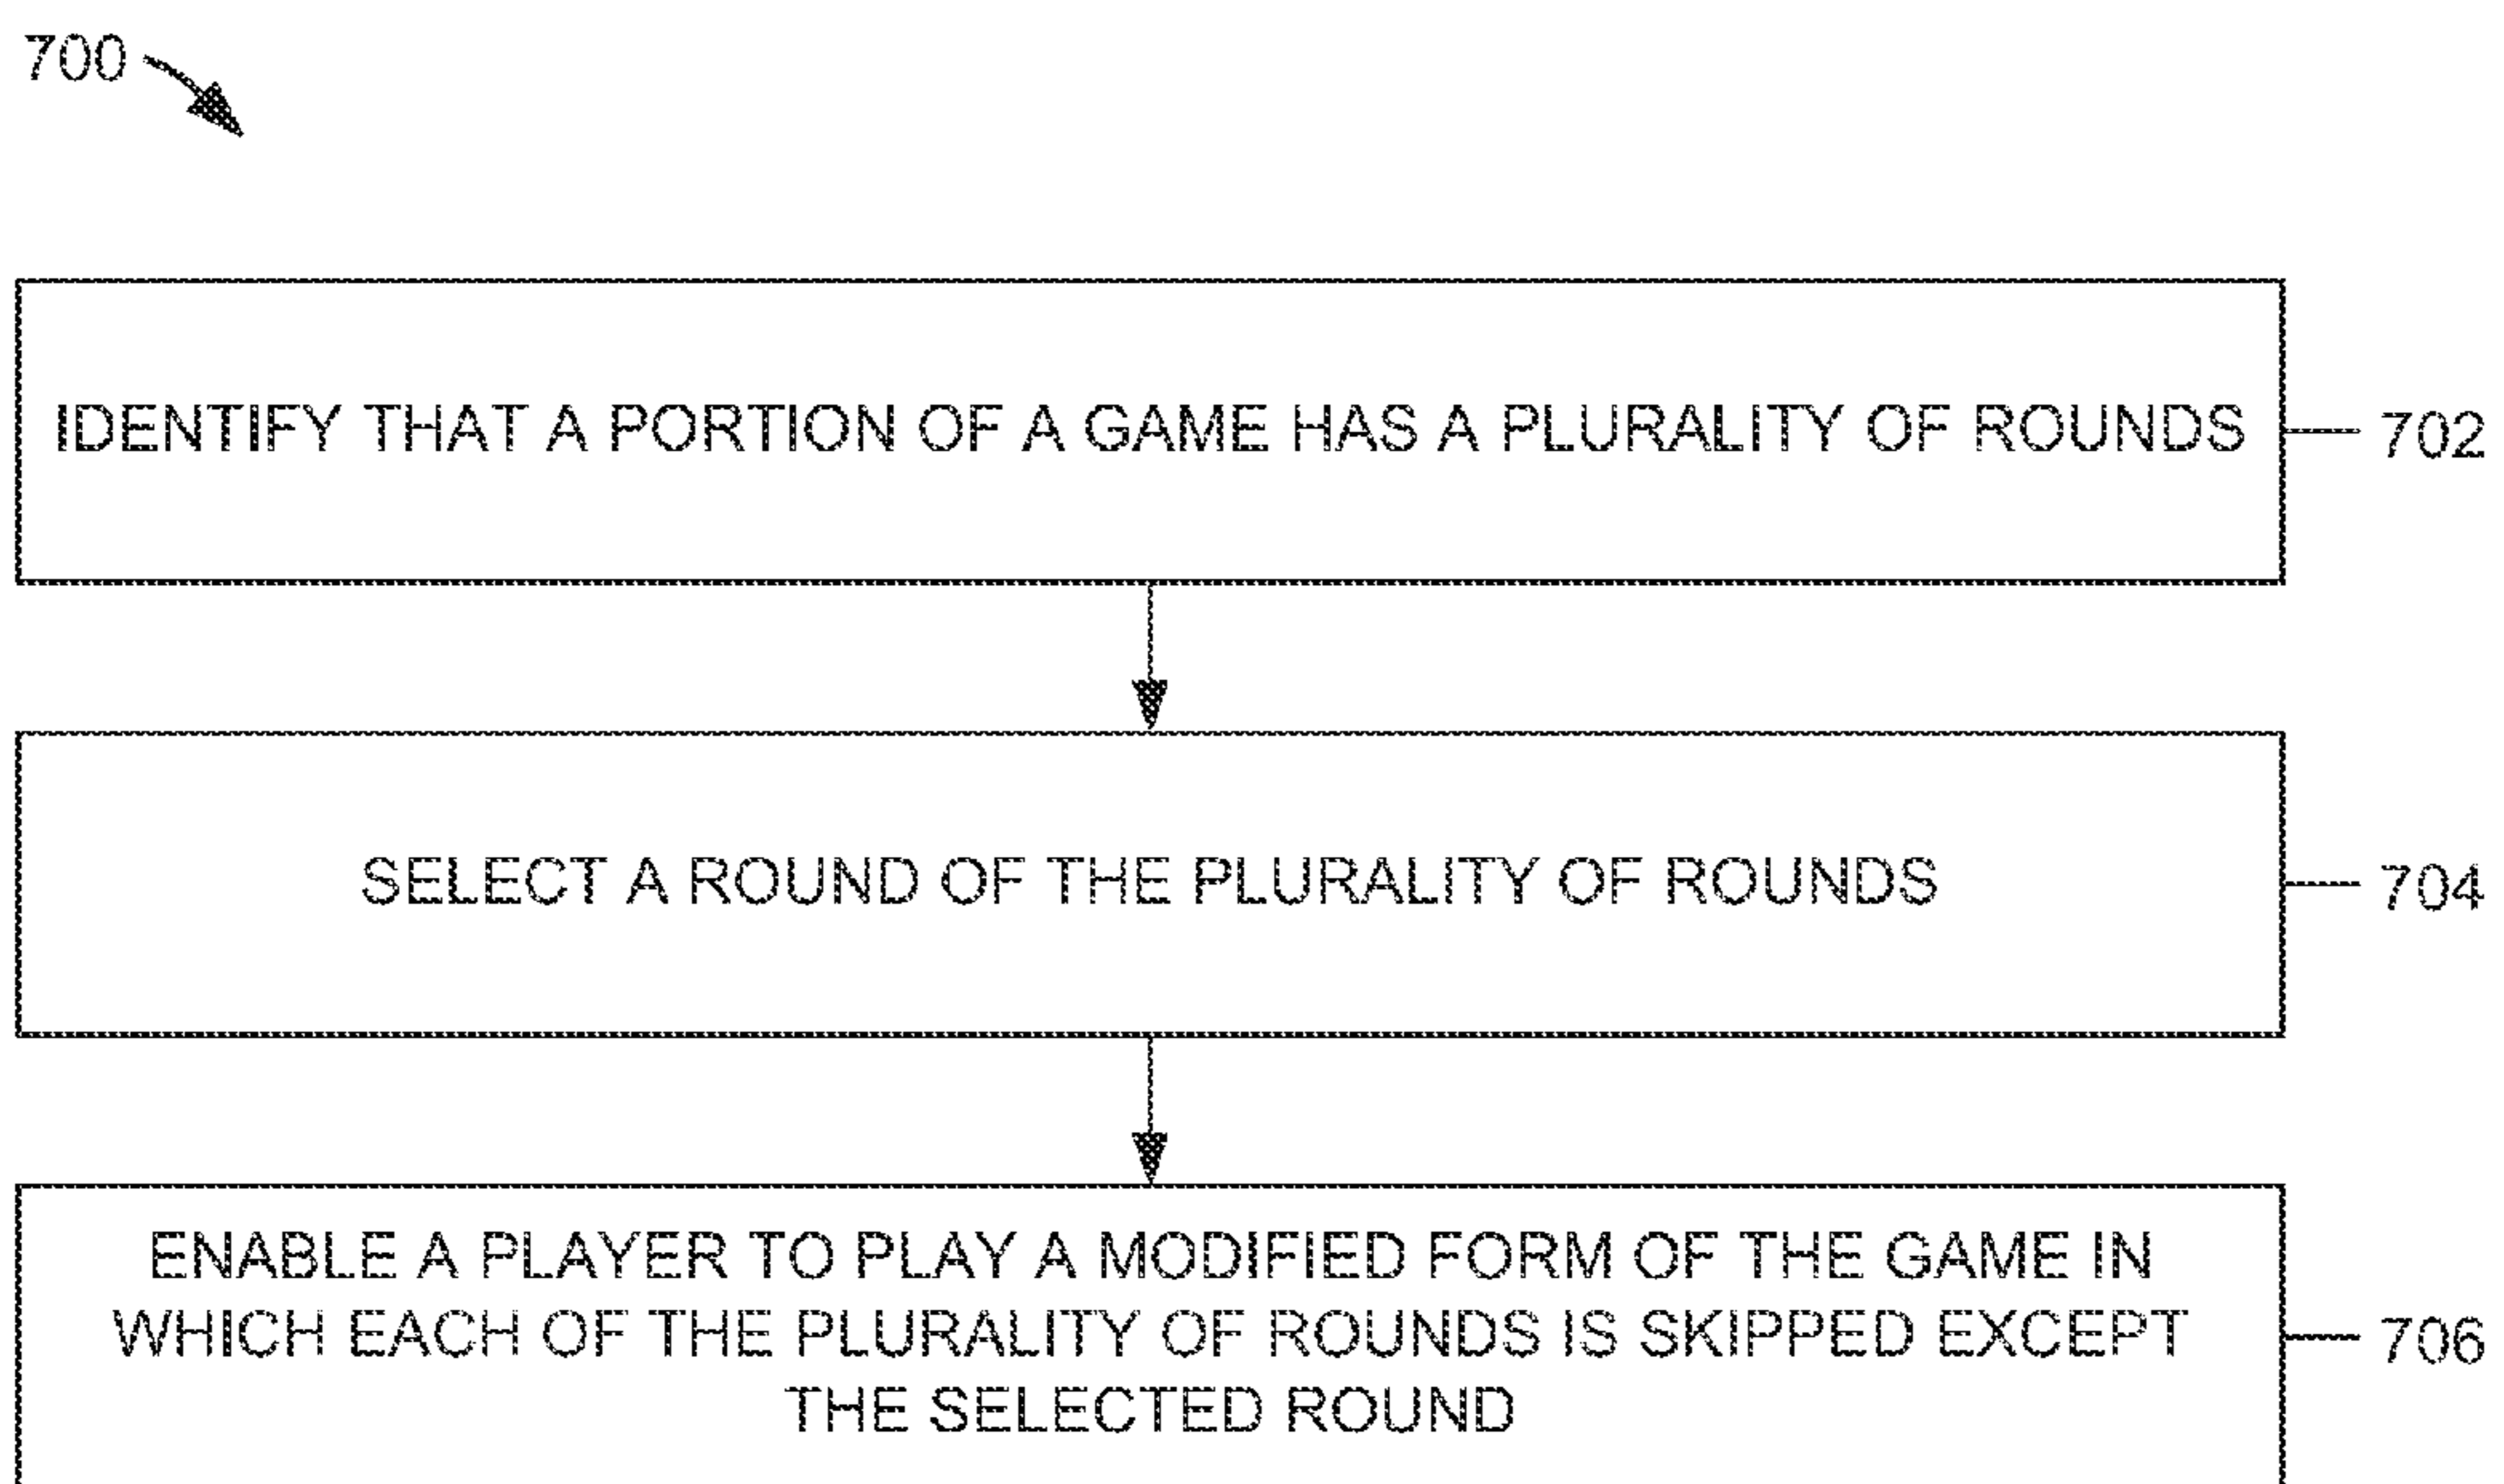 700
IDENTIFY THAT A PORTION OF A GAME HAS A PLURALITY OF ROUNDS
702
SELECT A ROUND OF THE PLURALITY OF ROUNDS
704
ENABLE A PLAYER TO PLAY A MODIFIED FORM OF THE GAME IN
WHICH EACH OF THE PLURALITY OF ROUNDS IS SKIPPED EXCEPT
THE SELECTED ROUND
706